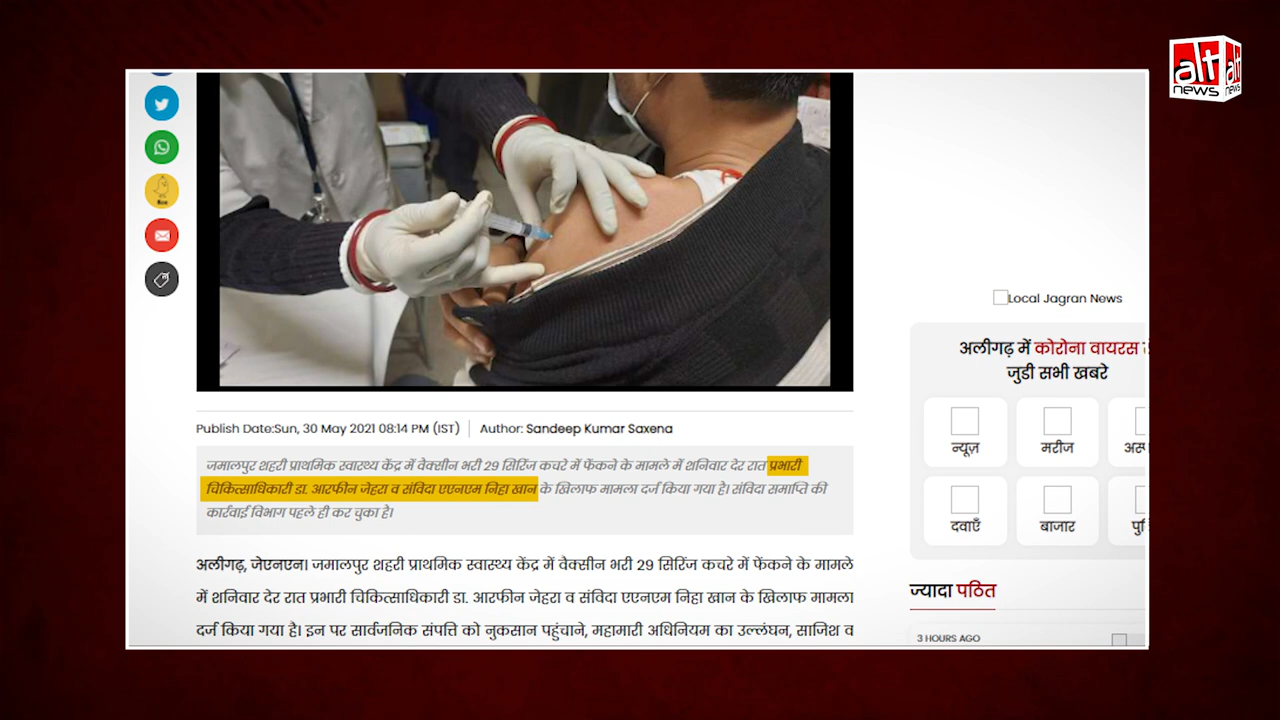 alt news
alt news
Koo
Local Jagran News
अलीगढ़ में कोरोना वायरस
जुडी सभी खबरे
न्यूज़
मरीज
दवाएँ
बाजार
ज्यादा पठित
3 HOURS AGO
Publish Date:Sun, 30 May 2021 08:14 PM (IST)
Author: Sandeep Kumar Saxena
जमालपुर शहरी प्राथमिक स्वास्थ्य केंद्र में वैक्सीन भरी 29 सिरिंज कचरे में फेंकने के मामले में शनिवार देर रात प्रभारी
चिकित्साधिकारी डा. आरफीन जेहरा व संविदा एएनएम निहा खान के खिलाफ मामला दर्ज किया गया है। संविदा समाप्ति की
कार्रवाई विभाग पहले ही कर चुका है।
अलीगढ़, जेएनएन। जमालपुर शहरी प्राथमिक स्वास्थ्य केंद्र में वैक्सीन भरी 29 सिरिंज कचरे में फेंकने के मामले
में शनिवार देर रात प्रभारी चिकित्साधिकारी डा. आरफीन जेहरा व संविदा एएनएम निहा खान के खिलाफ मामला
दर्ज किया गया है। इन पर सार्वजनिक संपत्ति को नुकसान पहुंचाने, महामारी अधिनियम का उल्लंघन, साजिश व